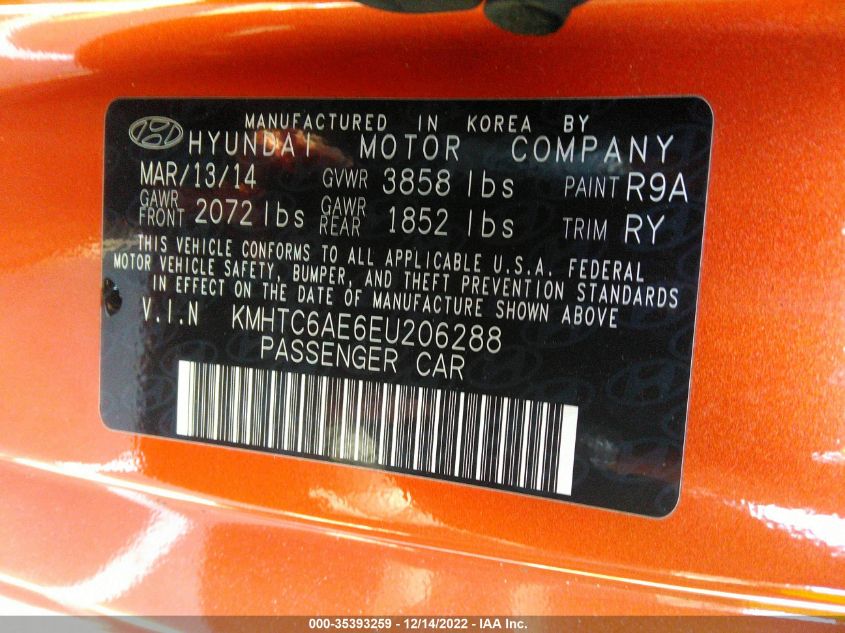 MANUFACTURED IN KOREA BY
HYUNDAI MOTOR COMPANY
MAR/13/14 GVWR 3858 lbs PAINT R9A
GAWR FRONT 2072 lbs GAWR REAR 1852 lbs TRIM RY
THIS VEHICLE CONFORMS TO ALL APPLICABLE U.S.A. FEDERAL
MOTOR VEHICLE SAFETY, BUMPER, AND THEFT PREVENTION STANDARDS
IN EFFECT ON THE DATE OF MANUFACTURE SHOWN ABOVE
V.I.N KMHTC6AE6EU206288
PASSENGER CAR
000-35393259 - 12/14/2022 - IAA Inc.